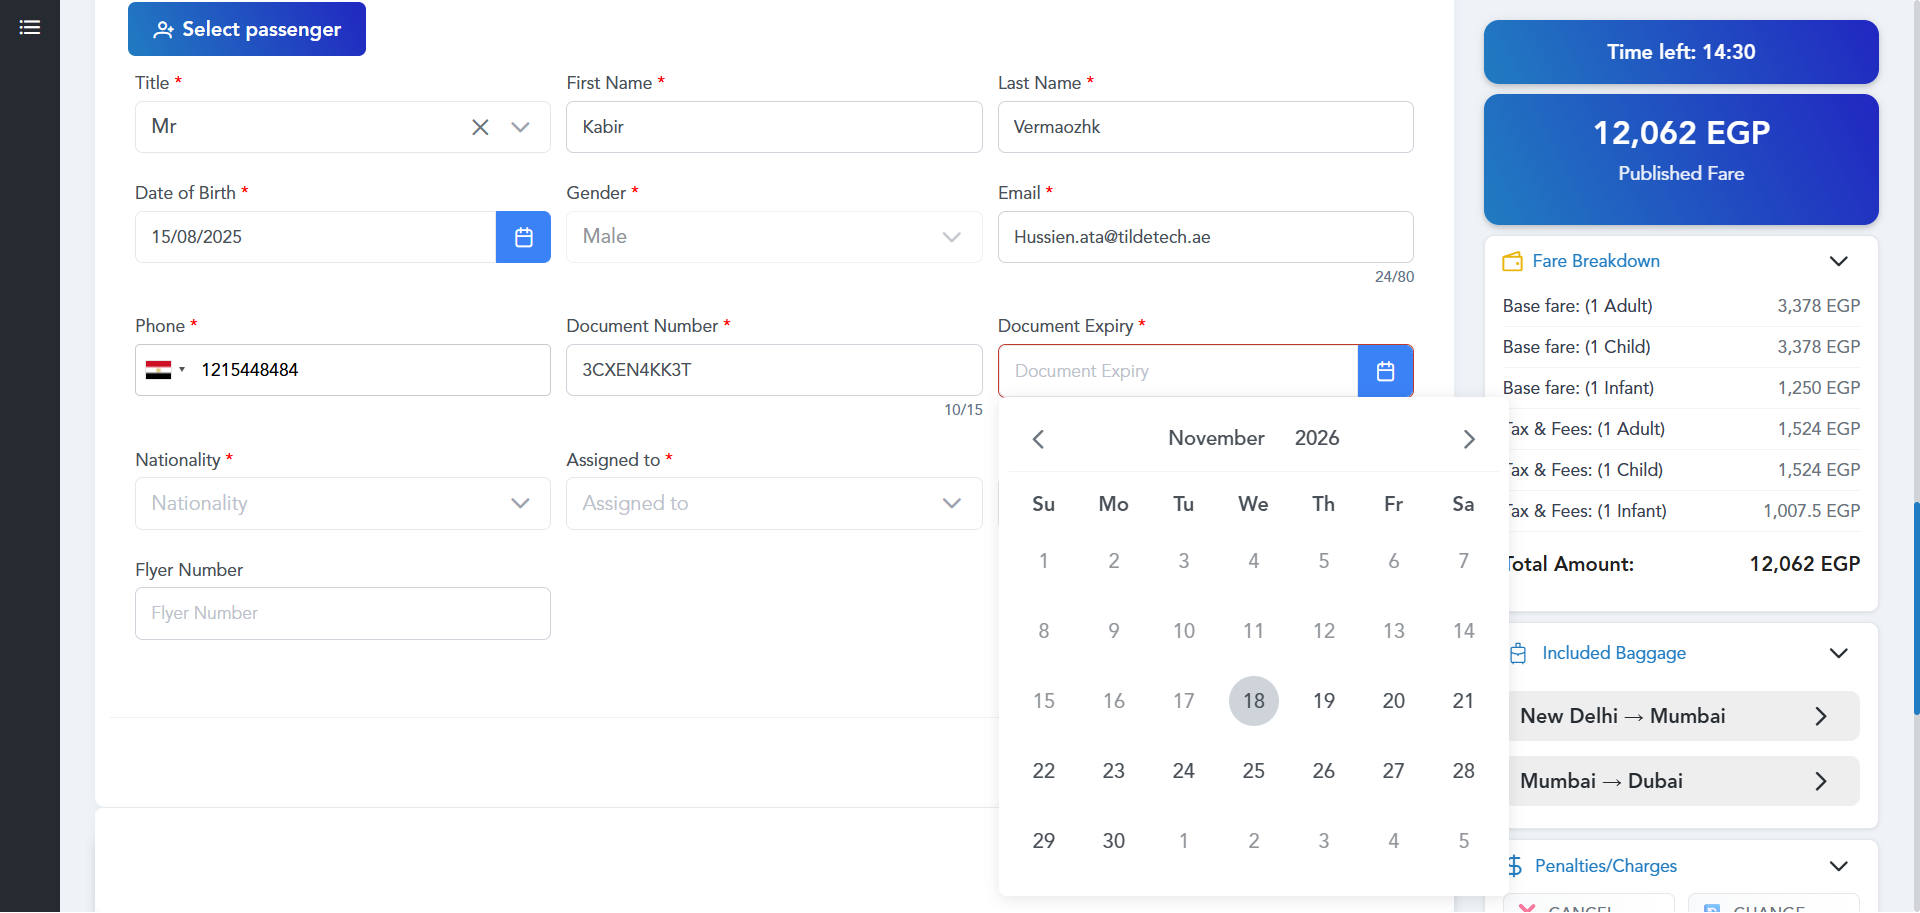 Select passenger
Title *
First Name *
Last Name *
Mr
Kabir
Vermaozhk
Date of Birth *
Gender *
Email *
15/08/2025
Male
Hussien.ata@tildetech.ae
24/80
Phone *
Document Number *
Document Expiry *
1215448484
3CXEN4KK3T
Document Expiry
10/15
Nationality *
Assigned to *
Nationality
Assigned to
Flyer Number
Flyer Number
November 2026
Su Mo Tu We Th Fr Sa
1 2 3 4 5 6 7
8 9 10 11 12 13 14
15 16 17 18 19 20 21
22 23 24 25 26 27 28
29 30 1 2 3 4 5
Time left: 14:30
12,062 EGP
Published Fare
Fare Breakdown
Base fare: (1 Adult) 3,378 EGP
Base fare: (1 Child) 3,378 EGP
Base fare: (1 Infant) 1,250 EGP
Tax & Fees: (1 Adult) 1,524 EGP
Tax & Fees: (1 Child) 1,524 EGP
Tax & Fees: (1 Infant) 1,007.5 EGP
Total Amount: 12,062 EGP
Included Baggage
New Delhi → Mumbai
Mumbai → Dubai
Penalties/Charges
CANCEL
CHANGE